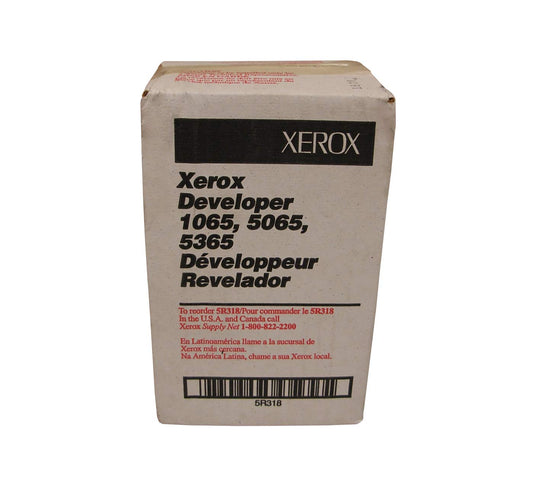 XEROX
Xerox
Developer
1065, 5065,
5365
Développeur
Revelador
To reorder 5R318/Pour commander le 5R318
In the U.S.A. and Canada call
Xerox Supply Net 1-800-822-2200
En Latinoamérica llame a la sucursal de
Xerox más cercana.
Na América Latina, chame a sua Xerox local.
5R318